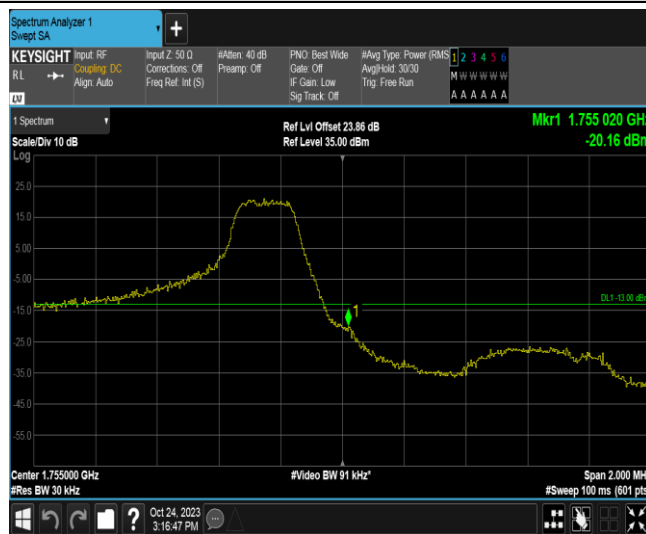 Spectrum Analyzer 1
Swept SA
KEYSIGHT
RL
LXI
Input: RF
Coupling: DC
Align: Auto
Input Z: 50 Ω
Corrections: Off
Freq Ref: Int (S)
#Atten: 40 dB
Preamp: Off
PNO: Best Wide
Gate: Off
IF Gain: Low
Sig Track: Off
#Avg Type: Power (RMS
Avg|Hold: 30/30
Trig: Free Run
1 2 3 4 5 6
M W W W W W
A A A A A A
1 Spectrum
Scale/Div 10 dB
Ref Lvl Offset 23.86 dB
Ref Level 35.00 dBm
Mkr1 1.755 020 GHz
-20.16 dBm
Log
25.0
15.0
5.00
-5.00
-15.0
-25.0
-35.0
-45.0
-55.0
DL1 -13.00 dBm
1
Center 1.755000 GHz
#Video BW 91 kHz*
Span 2.000 MH
#Res BW 30 kHz
#Sweep 100 ms (601 pts
Oct 24, 2023
3:16:47 PM